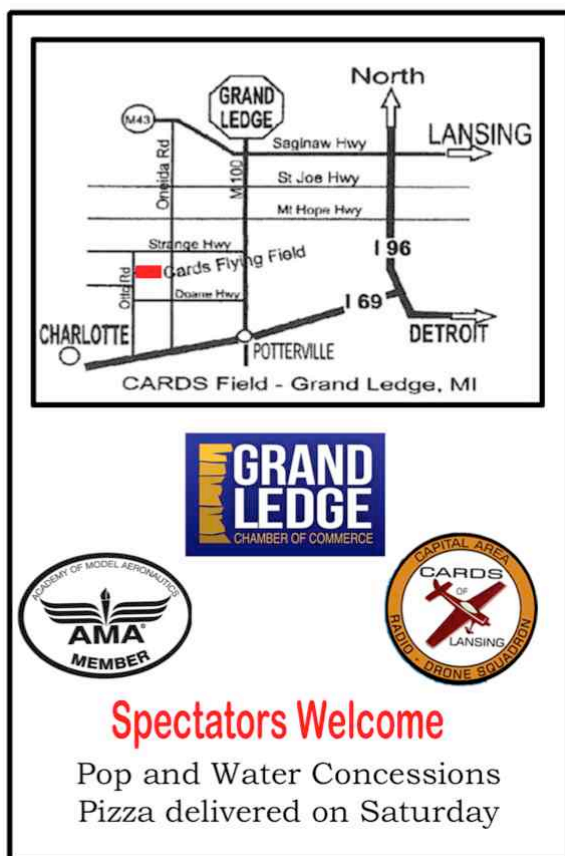 North
GRAND
LEDGE
M43
LANSING
Saginaw Hwy
Oneida Rd
M 100
St Joe Hwy
Mt Hope Hwy
Strange Hwy
I 96
Cards Flying Field
Otto Rd
Doane Hwy
I 69
CHARLOTTE
DETROIT
POTTERVILLE
CARDS Field - Grand Ledge, MI
GRAND
LEDGE
CHAMBER OF COMMERCE
ACADEMY OF MODEL AERONAUTICS
AMA®
MEMBER
CAPITAL AREA
CARDS
OF
LANSING
RADIO - DRONE SQUADRON
Spectators Welcome
Pop and Water Concessions
Pizza delivered on Saturday